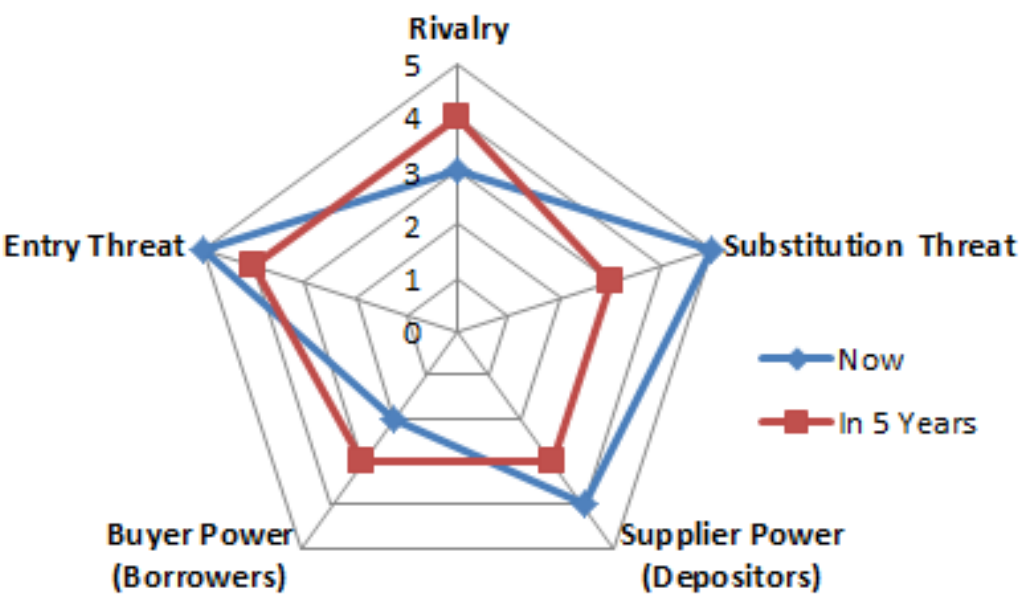 Rivalry
5
4
3
2
1
0
Entry Threat
Substitution Threat
Now
In 5 Years
Buyer Power
(Borrowers)
Supplier Power
(Depositors)